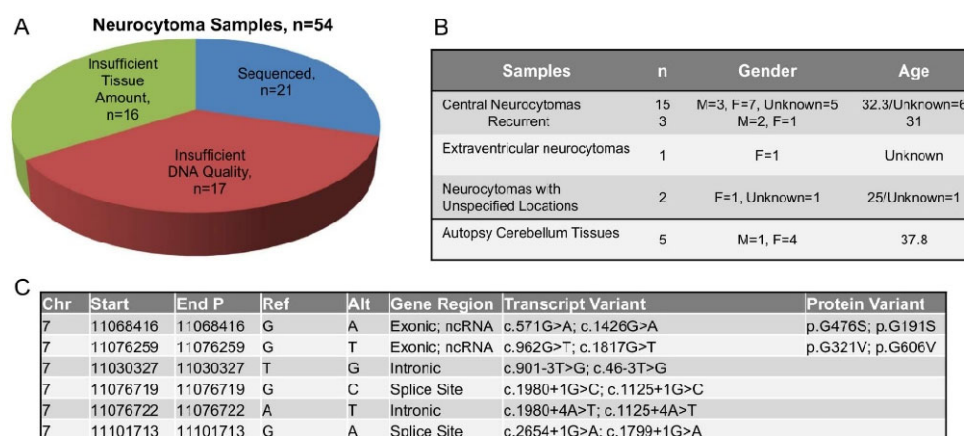 A
Neurocytoma Samples, n=54
Insufficient
Tissue
Amount,
n=16
Sequenced,
n=21
Insufficient
DNA Quality,
n=17
B
Samples n Gender Age
Central Neurocytomas 15 M=3, F=7, Unknown=5 32.3/Unknown=6
Recurrent 3 M=2, F=1 31
Extraventricular neurocytomas 1 F=1 Unknown
Neurocytomas with
Unspecified Locations 2 F=1, Unknown=1 25/Unknown=1
Autopsy Cerebellum Tissues 5 M=1, F=4 37.8
C
Chr Start End P Ref Alt Gene Region Transcript Variant Protein Variant
7 11068416 11068416 G A Exonic; ncRNA c.571G>A; c.1426G>A p.G476S; p.G191S
7 11076259 11076259 G T Exonic; ncRNA c.962G>T; c.1817G>T p.G321V; p.G606V
7 11030327 11030327 T G Intronic c.901-3T>G; c.46-3T>G
7 11076719 11076719 G C Splice Site c.1980+1G>C; c.1125+1G>C
7 11076722 11076722 A T Intronic c.1980+4A>T; c.1125+4A>T
7 11101713 11101713 G A Splice Site c.2654+1G>A; c.1799+1G>A